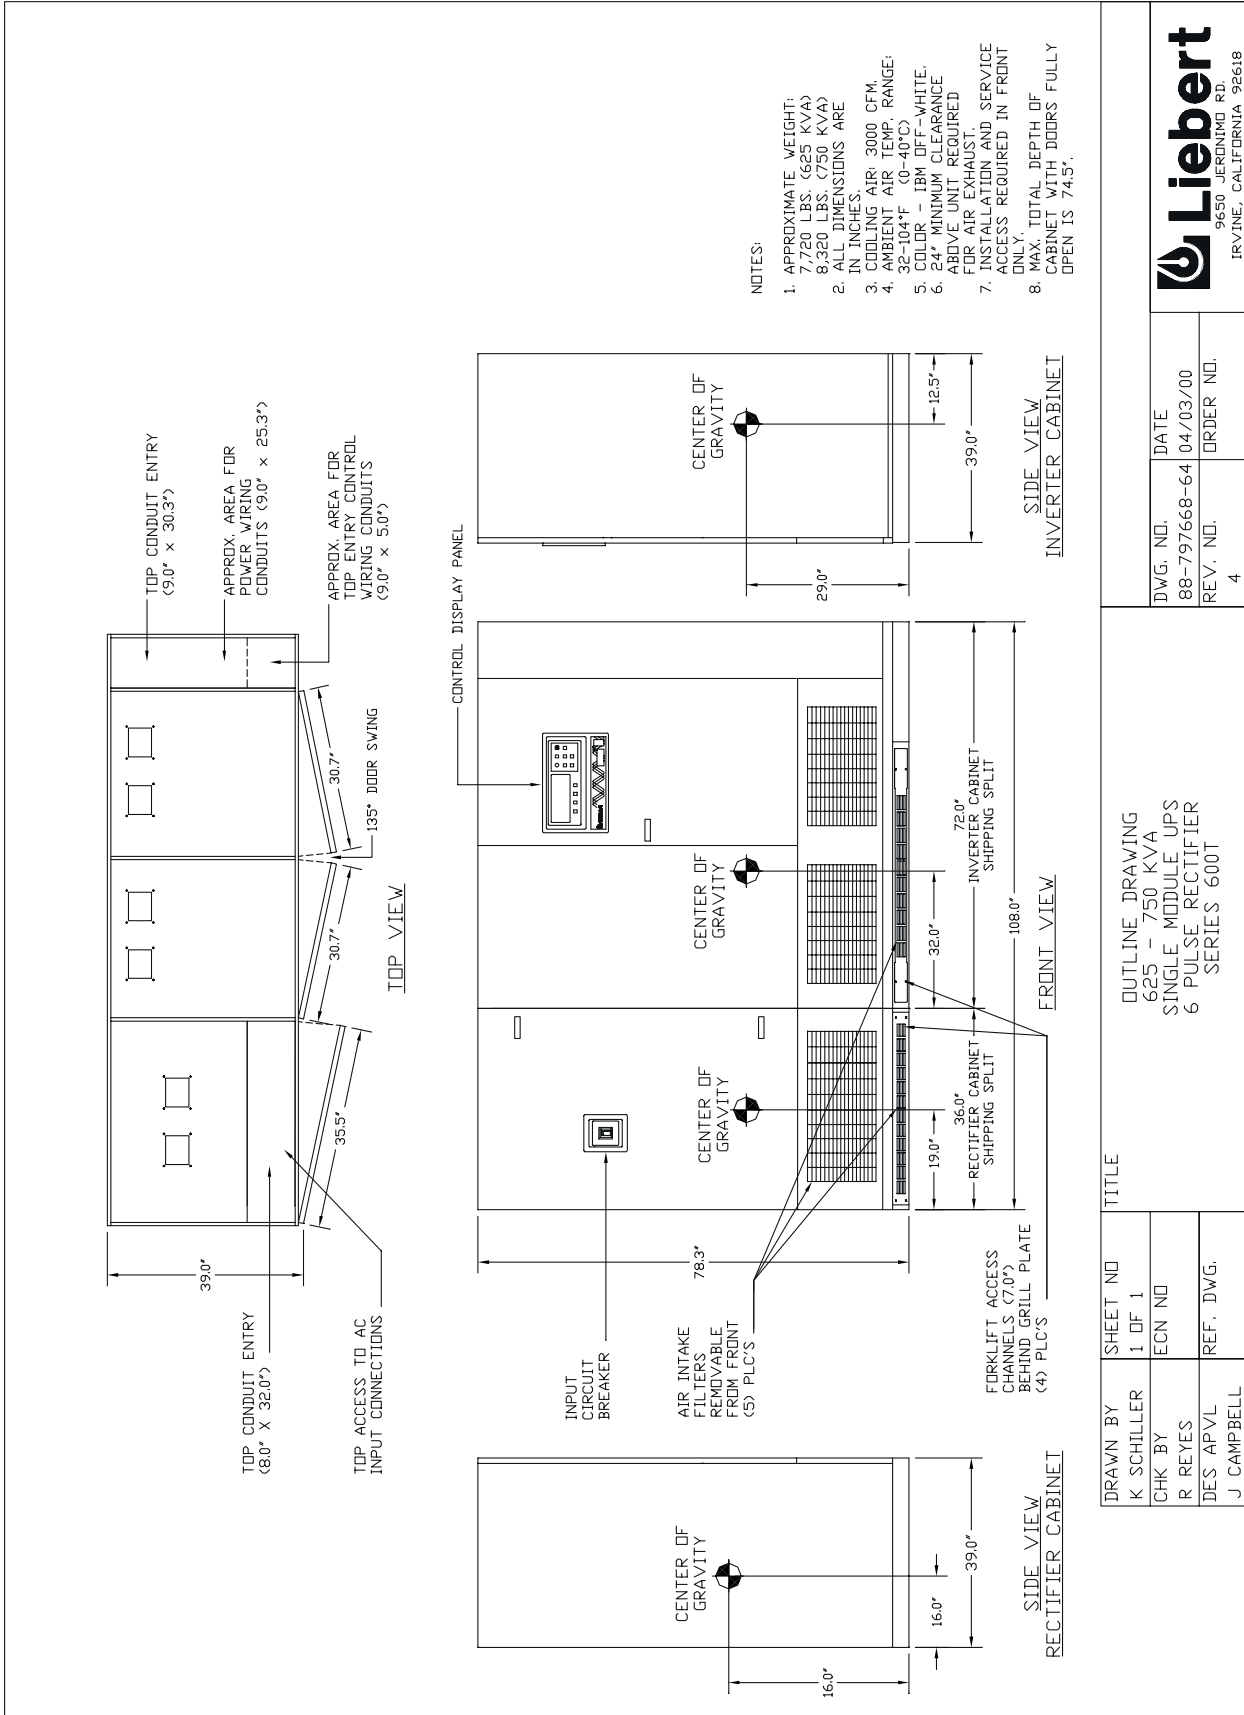 TOP CONDUIT ENTRY
(8.0" X 32.0")
TOP ACCESS TO AC
INPUT CONNECTIONS
39.0"
35.5"
30.7"
30.7"
135° DOOR SWING
TOP VIEW
TOP CONDUIT ENTRY
(9.0" x 30.3")
APPROX. AREA FOR
POWER WIRING
CONDUITS (9.0" x 25.3")
APPROX. AREA FOR
TOP ENTRY CONTROL
WIRING CONDUITS
(9.0" x 5.0")
CENTER OF
GRAVITY
16.0"
16.0"
39.0"
SIDE VIEW
RECTIFIER CABINET
INPUT
CIRCUIT
BREAKER
AIR INTAKE
FILTERS
REMOVABLE
FROM FRONT
(5) PLC'S
FORKLIFT ACCESS
CHANNELS (7.0")
BEHIND GRILL PLATE
(4) PLC'S
78.3"
CONTROL DISPLAY PANEL
CENTER OF
GRAVITY
CENTER OF
GRAVITY
19.0"
32.0"
36.0"
RECTIFIER CABINET
SHIPPING SPLIT
72.0"
INVERTER CABINET
SHIPPING SPLIT
108.0"
FRONT VIEW
CENTER OF
GRAVITY
29.0"
12.5"
39.0"
SIDE VIEW
INVERTER CABINET
NOTES:
1. APPROXIMATE WEIGHT:
7,720 LBS. (625 KVA)
8,320 LBS. (750 KVA)
2. ALL DIMENSIONS ARE
IN INCHES.
3. COOLING AIR: 3000 CFM.
4. AMBIENT AIR TEMP. RANGE:
32-104°F (0-40°C)
5. COLOR - IBM OFF-WHITE.
6. 24" MINIMUM CLEARANCE
ABOVE UNIT REQUIRED
FOR AIR EXHAUST.
7. INSTALLATION AND SERVICE
ACCESS REQUIRED IN FRONT
ONLY.
8. MAX. TOTAL DEPTH OF
CABINET WITH DOORS FULLY
OPEN IS 74.5".
DRAWN BY
K SCHILLER
CHK BY
R REYES
DES APVL
J CAMPBELL
SHEET NO
1 OF 1
ECN NO
REF. DWG.
TITLE
OUTLINE DRAWING
625 - 750 KVA
SINGLE MODULE UPS
6 PULSE RECTIFIER
SERIES 600T
DWG. NO.
88-797668-64
REV. NO.
4
DATE
04/03/00
ORDER NO.
Liebert
9650 JERONIMO RD.
IRVINE, CALIFORNIA 92618